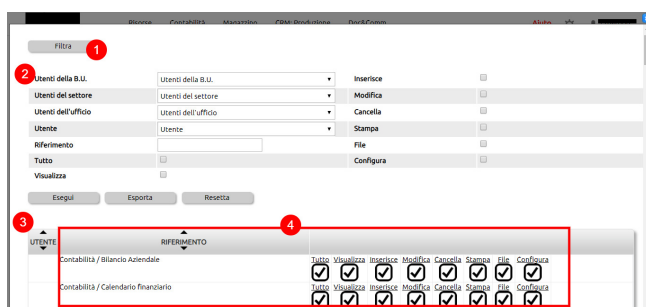 Risorse Contabilità Magazzino CRM: Produzione Doc&Comm Aiuto
Filtra 1
2
Utenti della B.U. Utenti della B.U. Inserisce
Utenti del settore Utenti del settore Modifica
Utenti dell'ufficio Utenti dell'ufficio Cancella
Utente Utente Stampa
Riferimento File
Tutto Configura
Visualizza
Esegui Esporta Resetta
3 4
UTENTE RIFERIMENTO
Contabilità / Bilancio Aziendale Tutto Visualizza Inserisce Modifica Cancella Stampa File Configura
Contabilità / Calendario finanziario Tutto Visualizza Inserisce Modifica Cancella Stampa File Configura